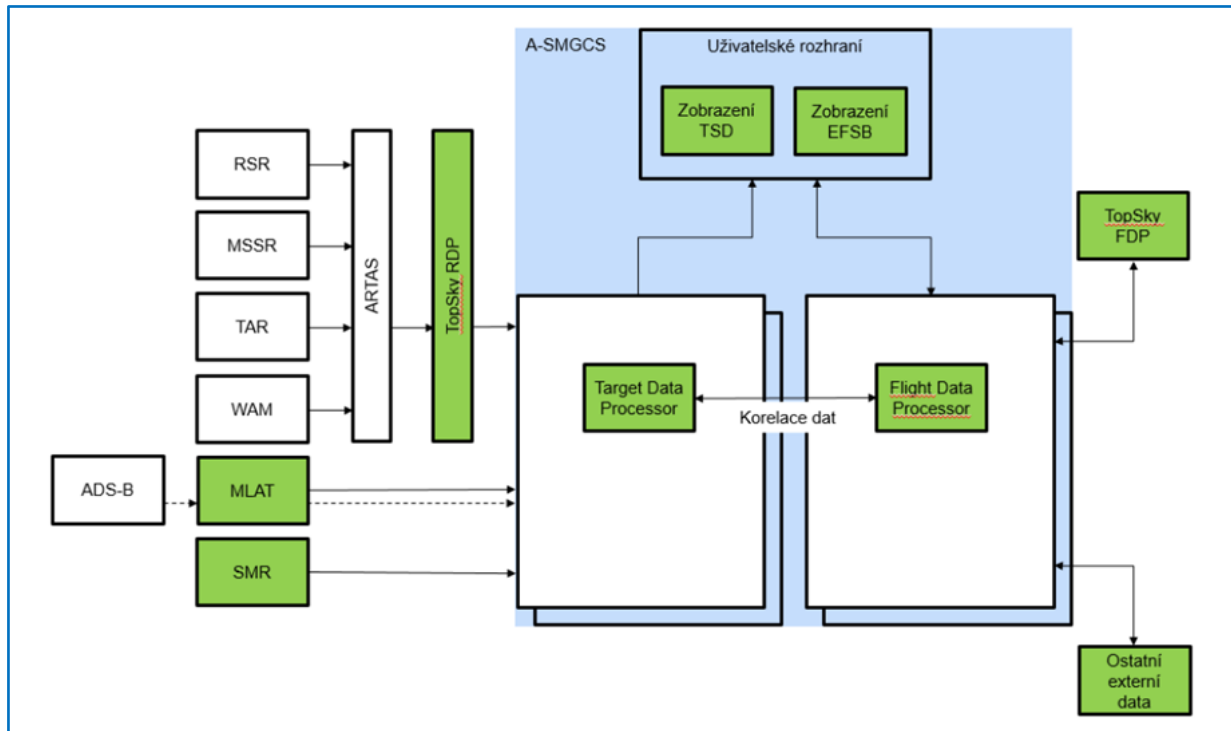 A-SMGCS
Uživatelské rozhraní
Zobrazení
TSD
Zobrazení
EFSB
RSR
MSSR
TAR
WAM
ADS-B
MLAT
SMR
ARTAS
TopSky RDP
Target Data
Processor
Korelace dat
Flight Data
Processor
TopSky
FDP
Ostatní
externí
data